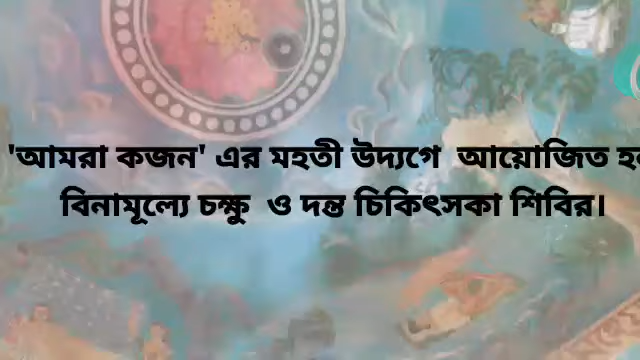 'আমরা কজন' এর মহতী উদ্যগে আয়োজিত
বিনামূল্যে চক্ষু ও দন্ত চিকিৎসকা শিবির।